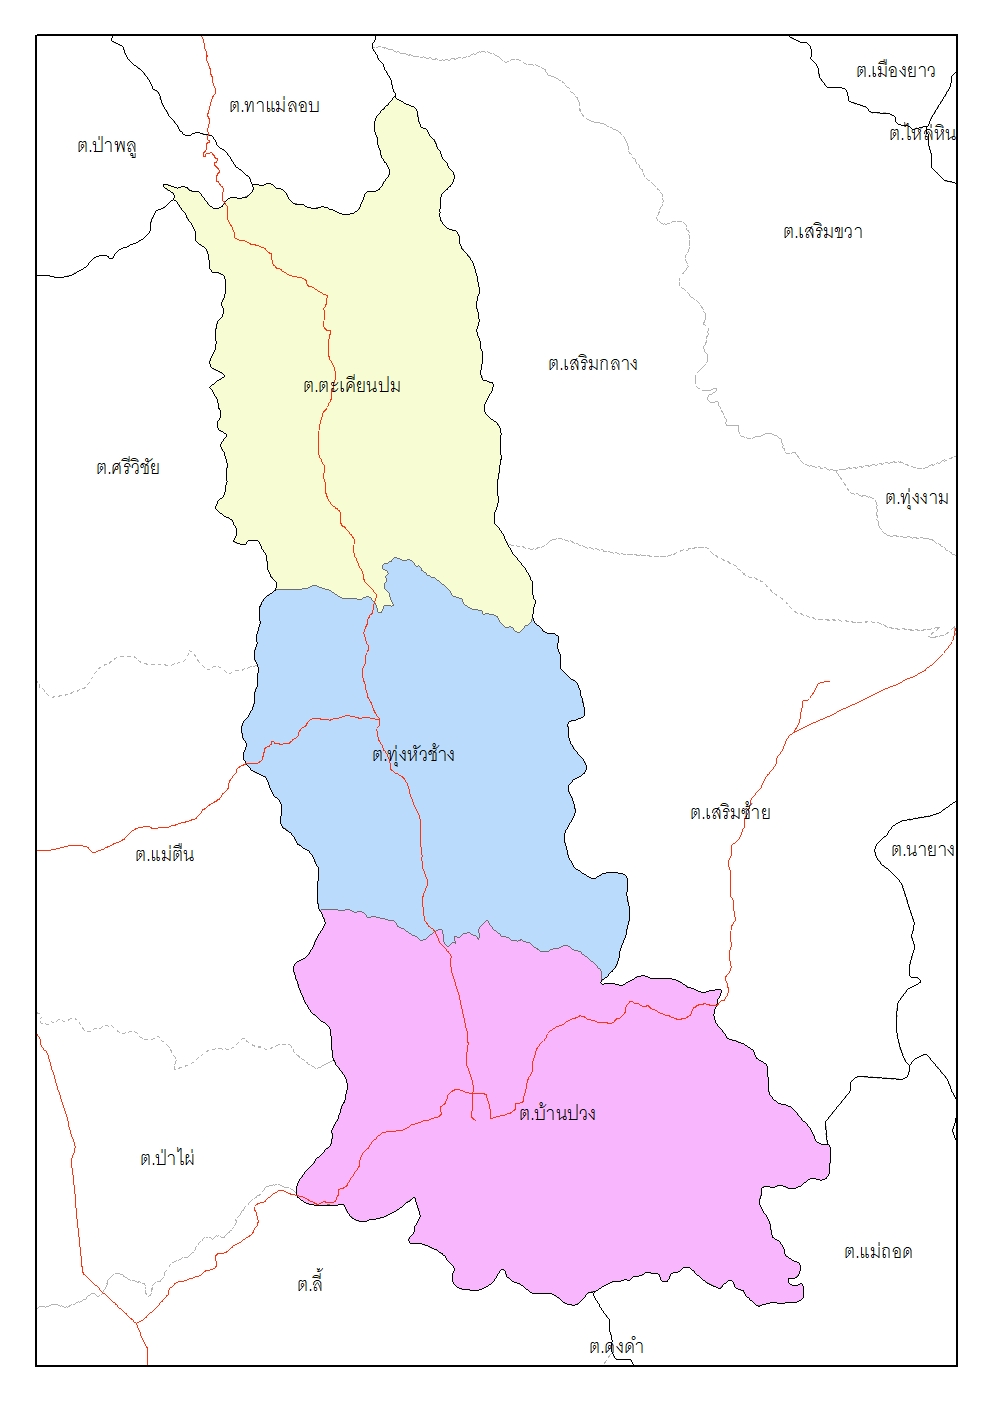 ต.เมืองยาว
ต.ทาแม่ลอบ
ต.ไหล่หิน
ต.ป่าพลู
ต.เสริมขวา
ต.เสริมกลาง
ต.ตะเคียนปม
ต.ศรีวิชัย
ต.ทุ่งงาม
ต.ทุ่งหัวช้าง
ต.เสริมซ้าย
ต.นายาง
ต.แม่ตืน
ต.บ้านปวง
ต.ป่าไผ่
ต.แม่ถอด
ต.ลี้
ต.ดงดำ